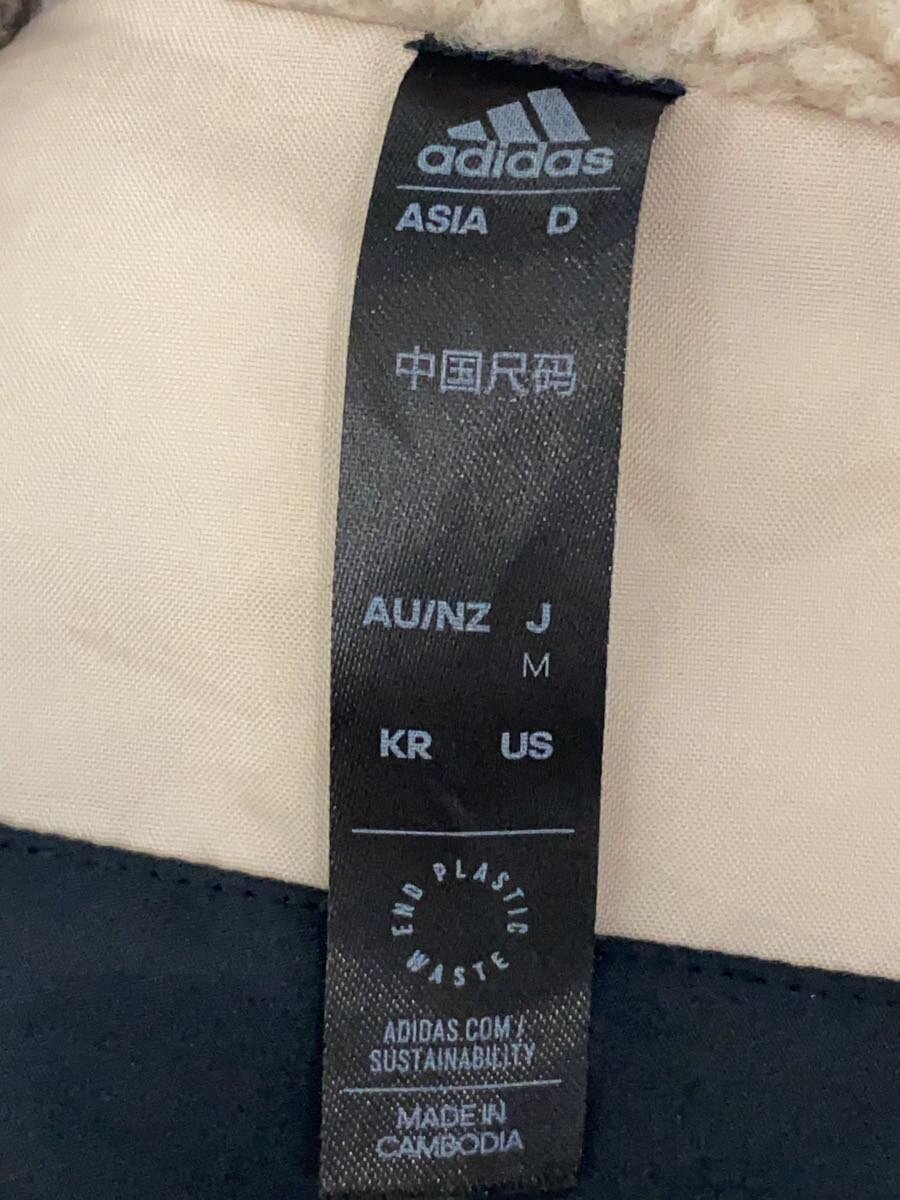 adidas
ASIA D
中国尺码
AU/NZ J
M
KR US
END PLASTIC WASTE
ADIDAS.COM/
SUSTAINABILITY
MADE IN
CAMBODIA